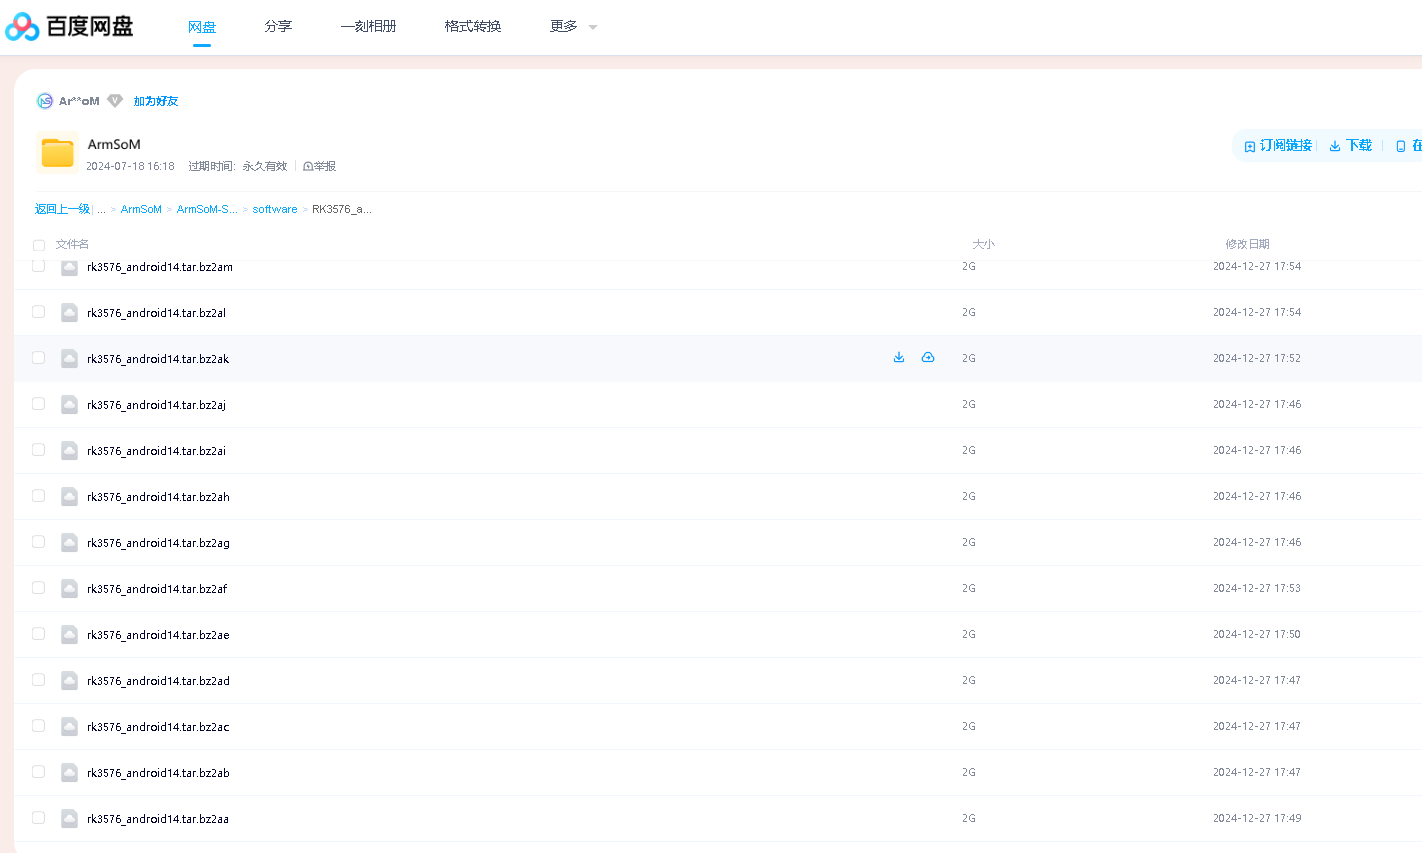 百度网盘 网盘 分享 一刻相册 格式转换 更多
Ar**oM 加为好友
ArmSoM
2024-07-18 16:18 过期时间：永久有效 举报
订阅链接 下载 在
返回上一级 | ... > ArmSoM > ArmSoM-S... > software > RK3576_a...
文件名 大小 修改日期
rk3576_android14.tar.bz2am 2G 2024-12-27 17:54
rk3576_android14.tar.bz2al 2G 2024-12-27 17:54
rk3576_android14.tar.bz2ak 2G 2024-12-27 17:52
rk3576_android14.tar.bz2aj 2G 2024-12-27 17:46
rk3576_android14.tar.bz2ai 2G 2024-12-27 17:46
rk3576_android14.tar.bz2ah 2G 2024-12-27 17:46
rk3576_android14.tar.bz2ag 2G 2024-12-27 17:46
rk3576_android14.tar.bz2af 2G 2024-12-27 17:53
rk3576_android14.tar.bz2ae 2G 2024-12-27 17:50
rk3576_android14.tar.bz2ad 2G 2024-12-27 17:47
rk3576_android14.tar.bz2ac 2G 2024-12-27 17:47
rk3576_android14.tar.bz2ab 2G 2024-12-27 17:47
rk3576_android14.tar.bz2aa 2G 2024-12-27 17:49